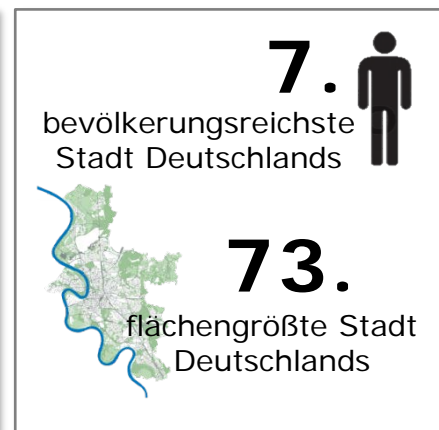 7.
bevölkerungsreichste
Stadt Deutschlands
73.
flächengrößte Stadt
Deutschlands